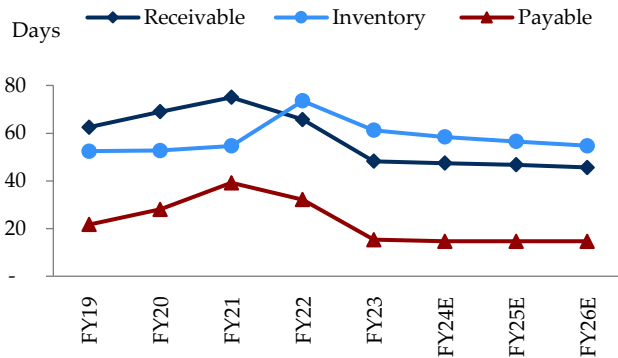 Days
Receivable Inventory Payable
80
60
40
20
-
FY19 FY20 FY21 FY22 FY23 FY24E FY25E FY26E